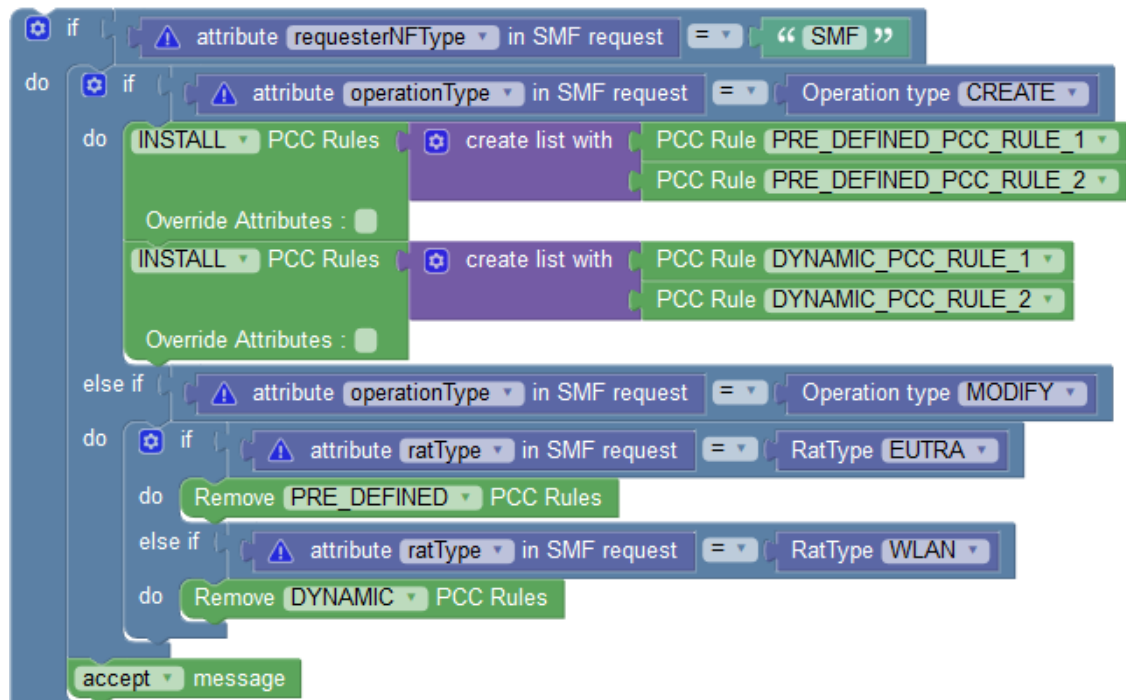 if attribute requesterNFType in SMF request = “ SMF ”
do if attribute operationType in SMF request = Operation type CREATE
do INSTALL PCC Rules create list with PCC Rule PRE_DEFINED_PCC_RULE_1
PCC Rule PRE_DEFINED_PCC_RULE_2
Override Attributes :
INSTALL PCC Rules create list with PCC Rule DYNAMIC_PCC_RULE_1
PCC Rule DYNAMIC_PCC_RULE_2
Override Attributes :
else if attribute operationType in SMF request = Operation type MODIFY
do if attribute ratType in SMF request = RatType EUTRA
do Remove PRE_DEFINED PCC Rules
else if attribute ratType in SMF request = RatType WLAN
do Remove DYNAMIC PCC Rules
accept message